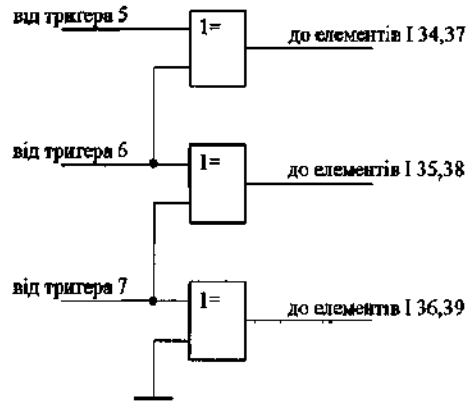 від тригера 5
1=
до елементів І 34,37
від тригера 6
1=
до елементів І 35,38
від тригера 7
1=
до елементів І 36,39